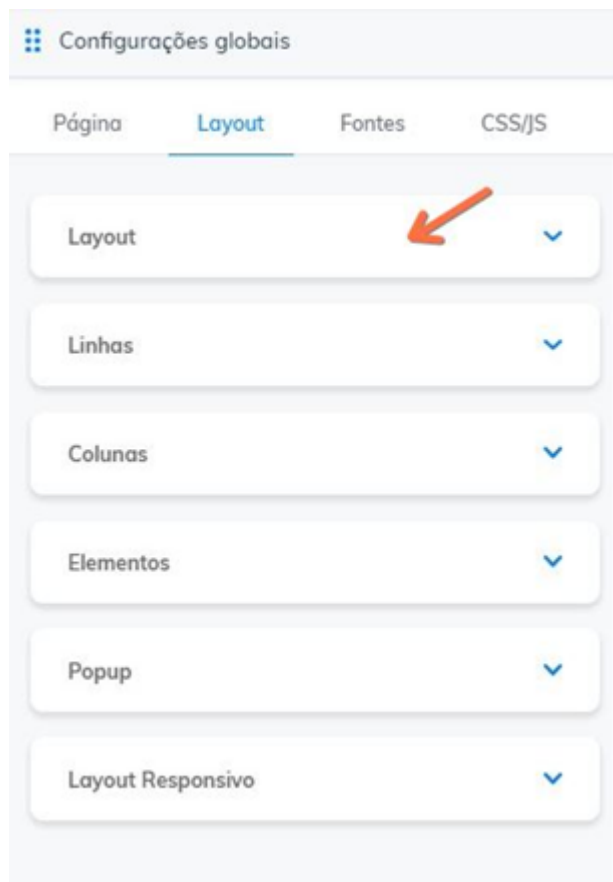 Configurações globais
Página Layout Fontes CSS/JS
Layout
Linhas
Colunas
Elementos
Popup
Layout Responsivo